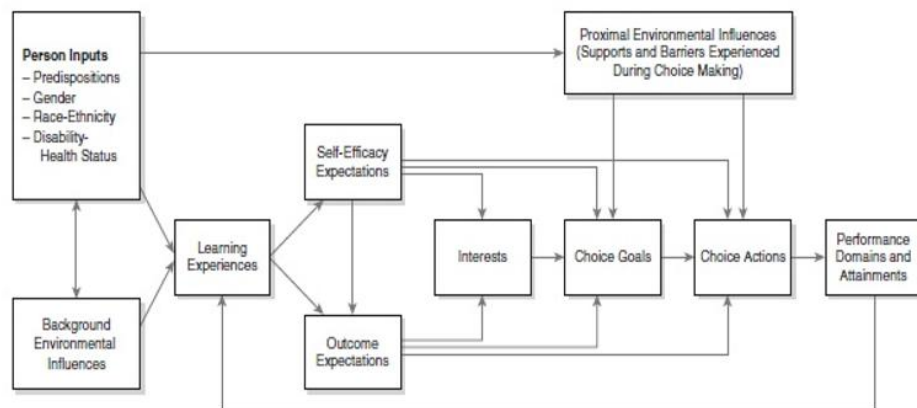 Person Inputs
– Predispositions
– Gender
– Race-Ethnicity
– Disability-
Health Status
Proximal Environmental Influences
(Supports and Barriers Experienced
During Choice Making)
Self-Efficacy
Expectations
Learning
Experiences
Interests
Choice Goals
Choice Actions
Performance
Domains and
Attainments
Background
Environmental
Influences
Outcome
Expectations